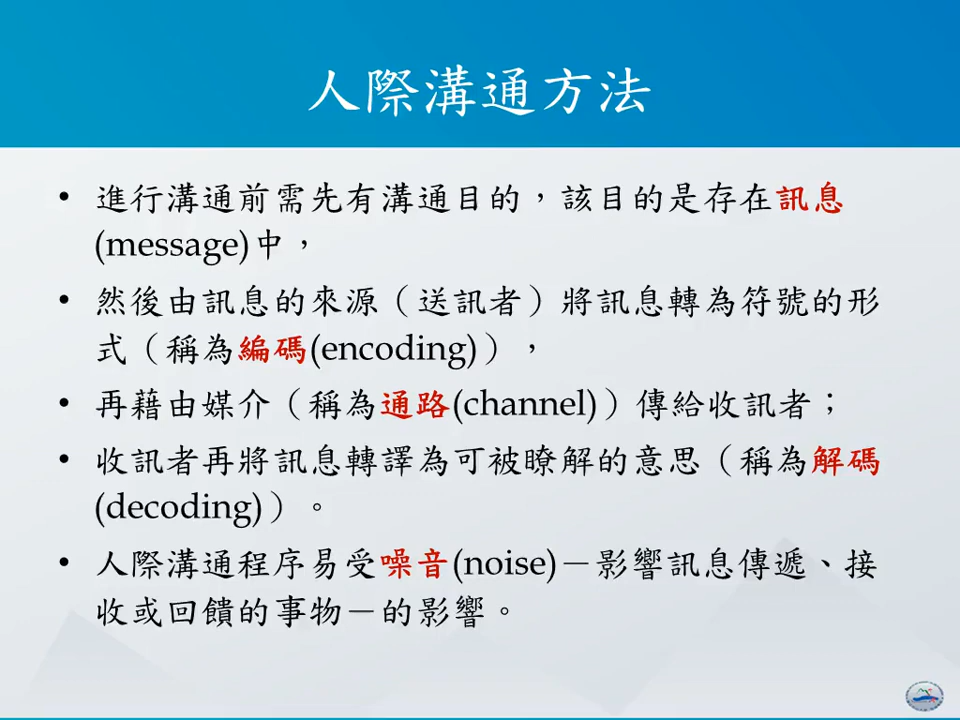 人際溝通方法
• 進行溝通前需先有溝通目的，該目的是存在訊息
(message)中，
• 然後由訊息的來源（送訊者）將訊息轉為符號的形
式（稱為編碼(encoding)），
• 再藉由媒介（稱為通路(channel)）傳給收訊者；
• 收訊者再將訊息轉譯為可被瞭解的意思（稱為解碼
(decoding)）。
• 人際溝通程序易受噪音(noise)－影響訊息傳遞、接
收或回饋的事物－的影響。